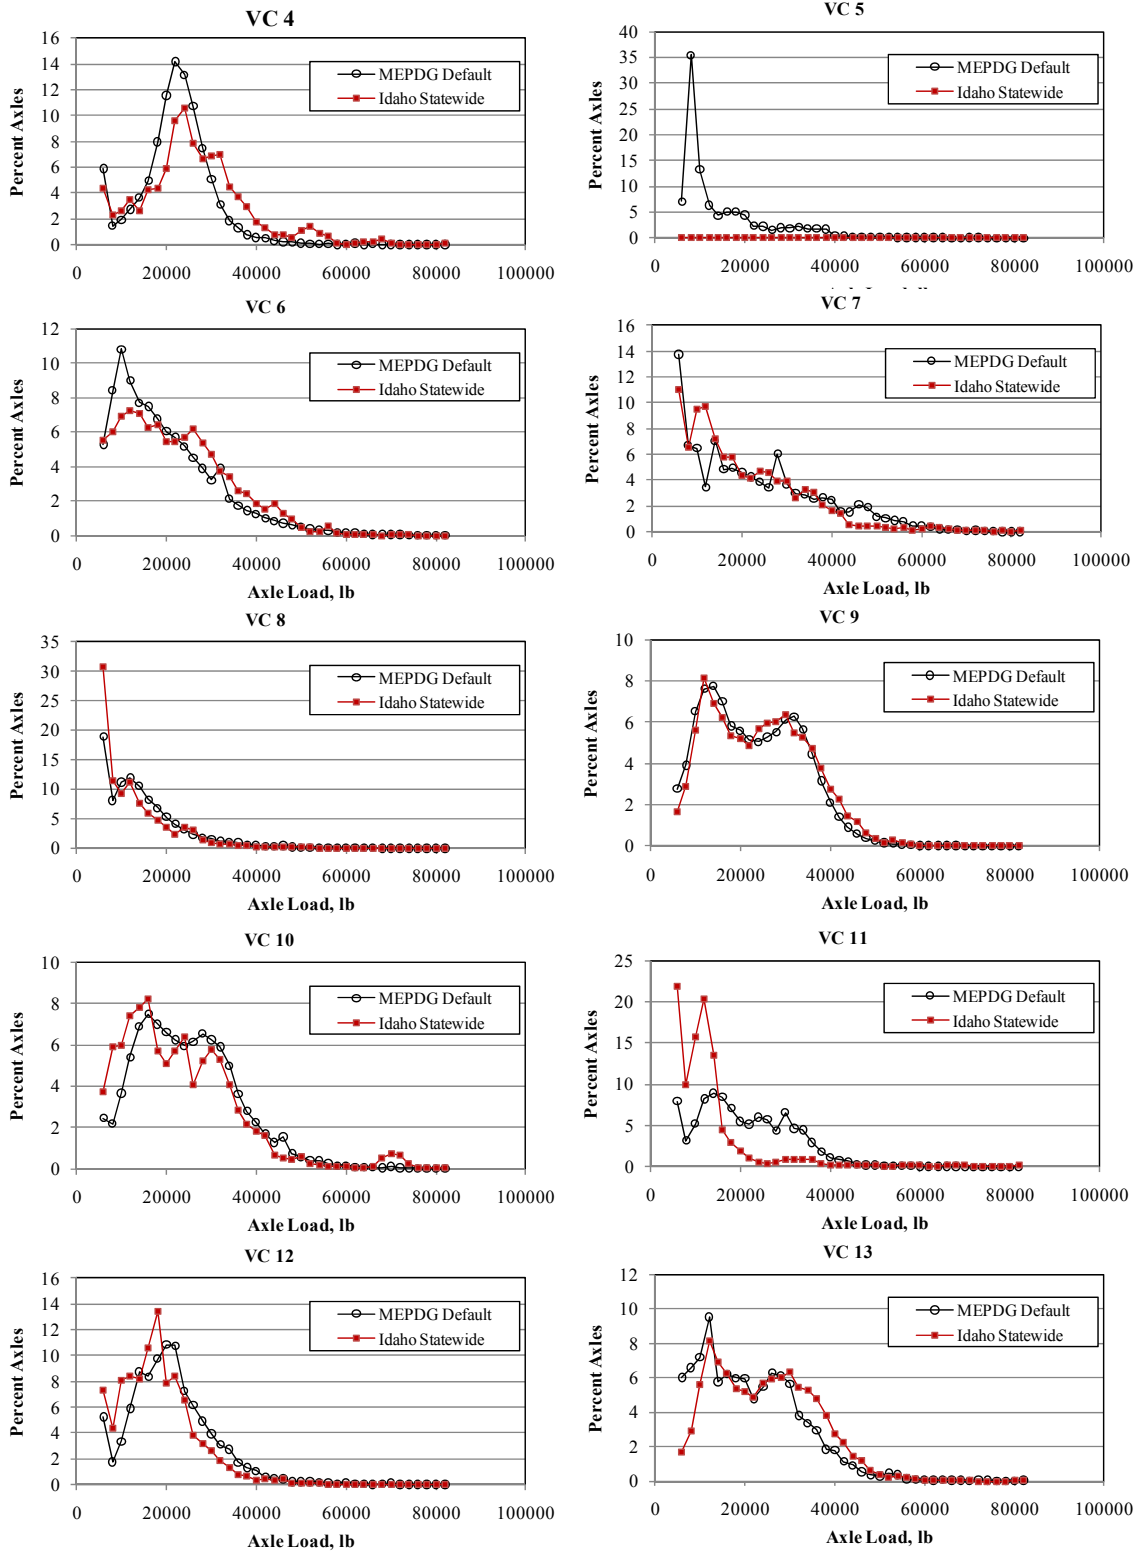 VC 4
16
14
12
10
8
6
4
2
0
Percent Axles
MEPDG Default
Idaho Statewide
0 20000 40000 60000 80000 100000
VC 5
40
35
30
25
20
15
10
5
0
Percent Axles
MEPDG Default
Idaho Statewide
0 20000 40000 60000 80000 100000
VC 6
12
10
8
6
4
2
0
Percent Axles
MEPDG Default
Idaho Statewide
0 20000 40000 60000 80000 100000
Axle Load, lb
VC 7
16
14
12
10
8
6
4
2
0
Percent Axles
MEPDG Default
Idaho Statewide
0 20000 40000 60000 80000 100000
Axle Load, lb
VC 8
35
30
25
20
15
10
5
0
Percent Axles
MEPDG Default
Idaho Statewide
0 20000 40000 60000 80000 100000
Axle Load, lb
VC 9
10
8
6
4
2
0
Percent Axles
MEPDG Default
Idaho Statewide
0 20000 40000 60000 80000 100000
Axle Load, lb
VC 10
10
8
6
4
2
0
Percent Axles
MEPDG Default
Idaho Statewide
0 20000 40000 60000 80000 100000
Axle Load, lb
VC 11
25
20
15
10
5
0
Percent Axles
MEPDG Default
Idaho Statewide
0 20000 40000 60000 80000 100000
Axle Load, lb
VC 12
16
14
12
10
8
6
4
2
0
Percent Axles
MEPDG Default
Idaho Statewide
0 20000 40000 60000 80000 100000
Axle Load, lb
VC 13
12
10
8
6
4
2
0
Percent Axles
MEPDG Default
Idaho Statewide
0 20000 40000 60000 80000 100000
Axle Load, lb